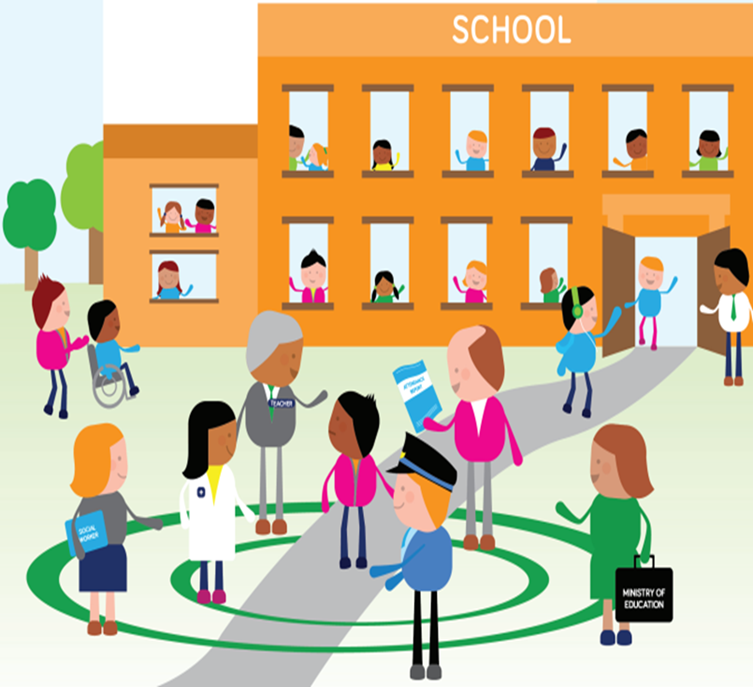 SCHOOL
TEACHER
ATTENDANCE
REPORT
SOCIAL
WORKER
MINISTRY OF
EDUCATION